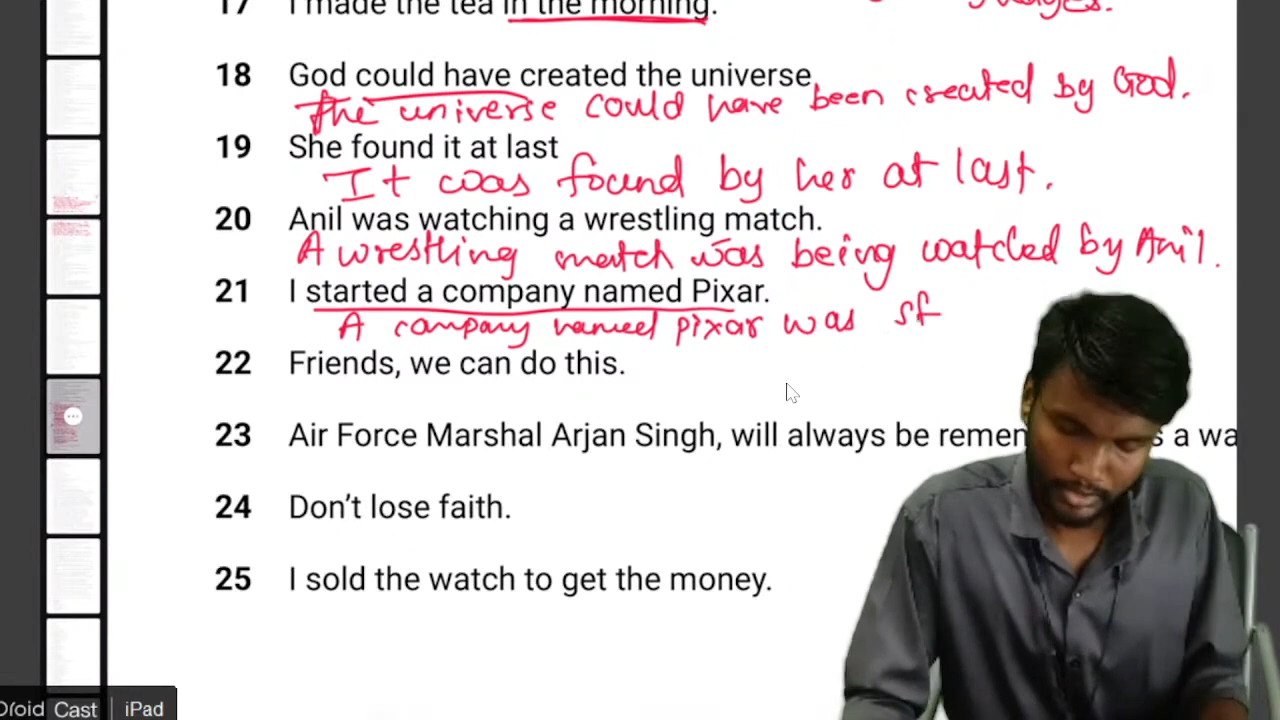 17 I made the tea in the morning.
18 God could have created the universe
The universe could have been created by God.
19 She found it at last
It was found by her at last.
20 Anil was watching a wrestling match.
A wrestling match was being watched by Anil.
21 I started a company named Pixar.
A company named pixar was st
22 Friends, we can do this.
23 Air Force Marshal Arjan Singh, will always be a wa
24 Don't lose faith.
25 I sold the watch to get the money.
Droid Cast | iPad